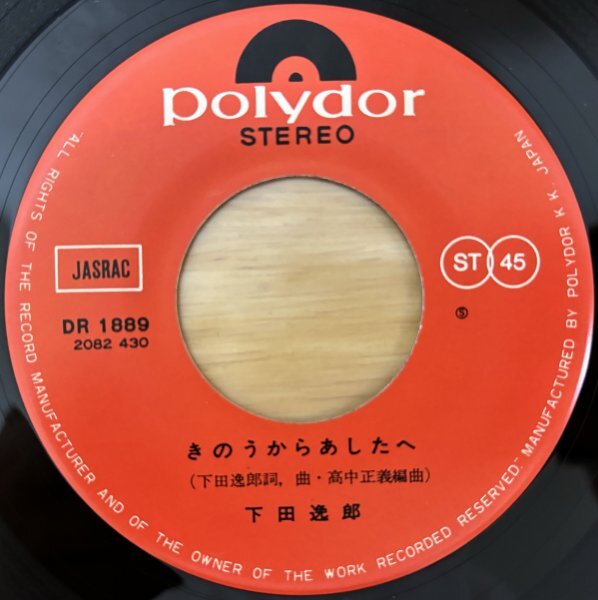 polydor
STEREO
JASRAC
ST 45
DR 1889
2082 430
Ⓢ
きのうからあしたへ
(下田逸郎詞，曲・高中正義編曲)
下田逸郎
"ALL RIGHTS OF THE RECORD MANUFACTURER AND OF THE OWNER OF THE WORK RECORDED RESERVED." MANUFACTURED BY POLYDOR K.K. JAPAN